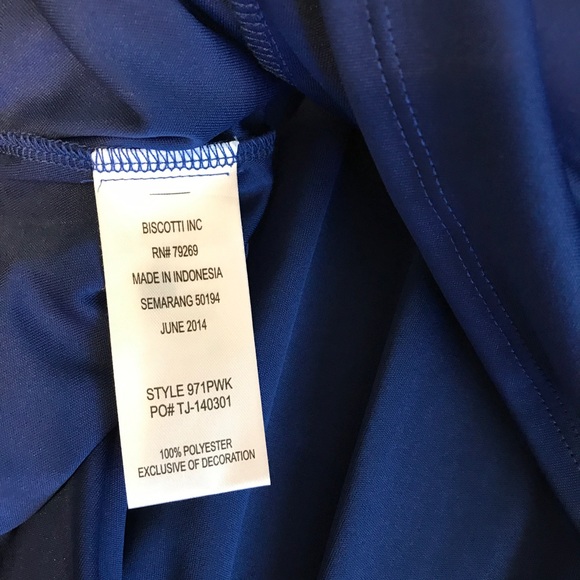 BISCOTTI INC
RN# 79269
MADE IN INDONESIA
SEMARANG 50194
JUNE 2014
STYLE 971PWK
PO# TJ-140301
100% POLYESTER
EXCLUSIVE OF DECORATION